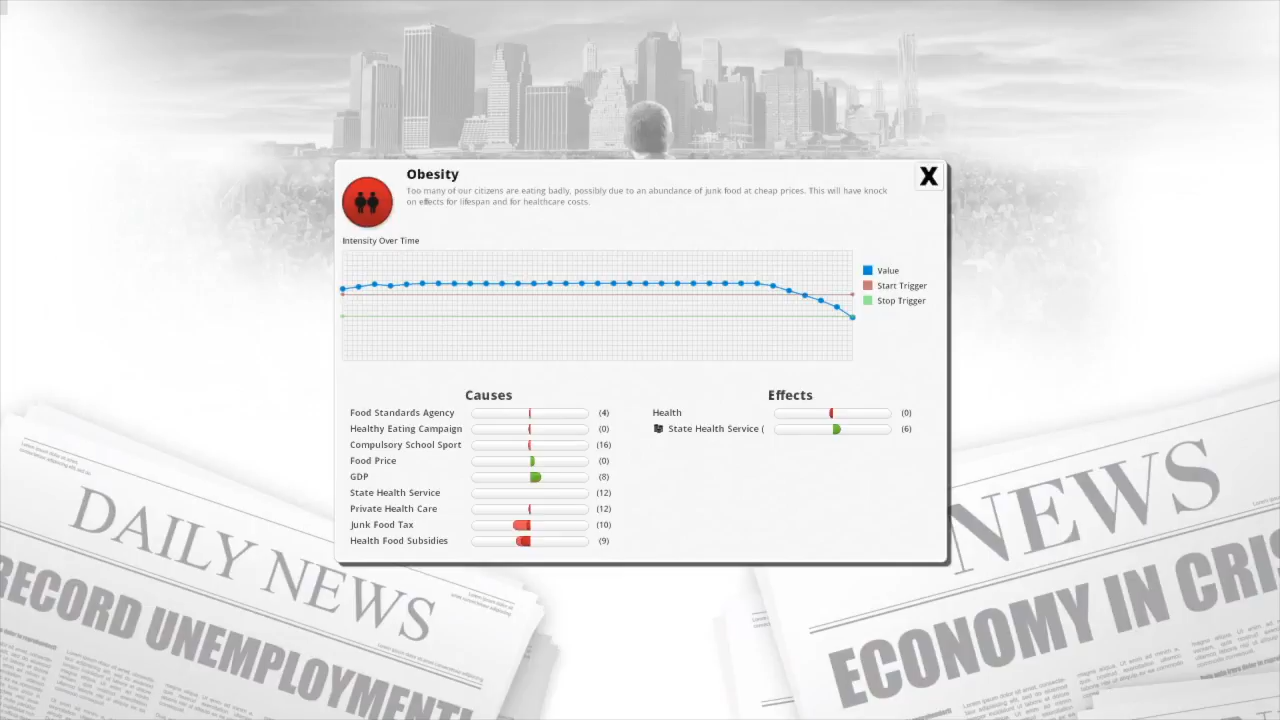 Obesity
X
Too many of our citizens are eating badly, possibly due to an abundance of junk food at cheap prices. This will have knock
on effects for lifespan and for healthcare costs.
Intensity Over Time
Value
Start Trigger
Stop Trigger
Causes
Food Standards Agency (4)
Healthy Eating Campaign (0)
Compulsory School Sport (16)
Food Price (0)
GDP (8)
State Health Service (12)
Private Health Care (12)
Junk Food Tax (10)
Health Food Subsidies (9)
Effects
Health (0)
State Health Service ( (6)
DAILY NEWS
RECORD UNEMPLOYMENT!
NEWS
ECONOMY IN CRIS